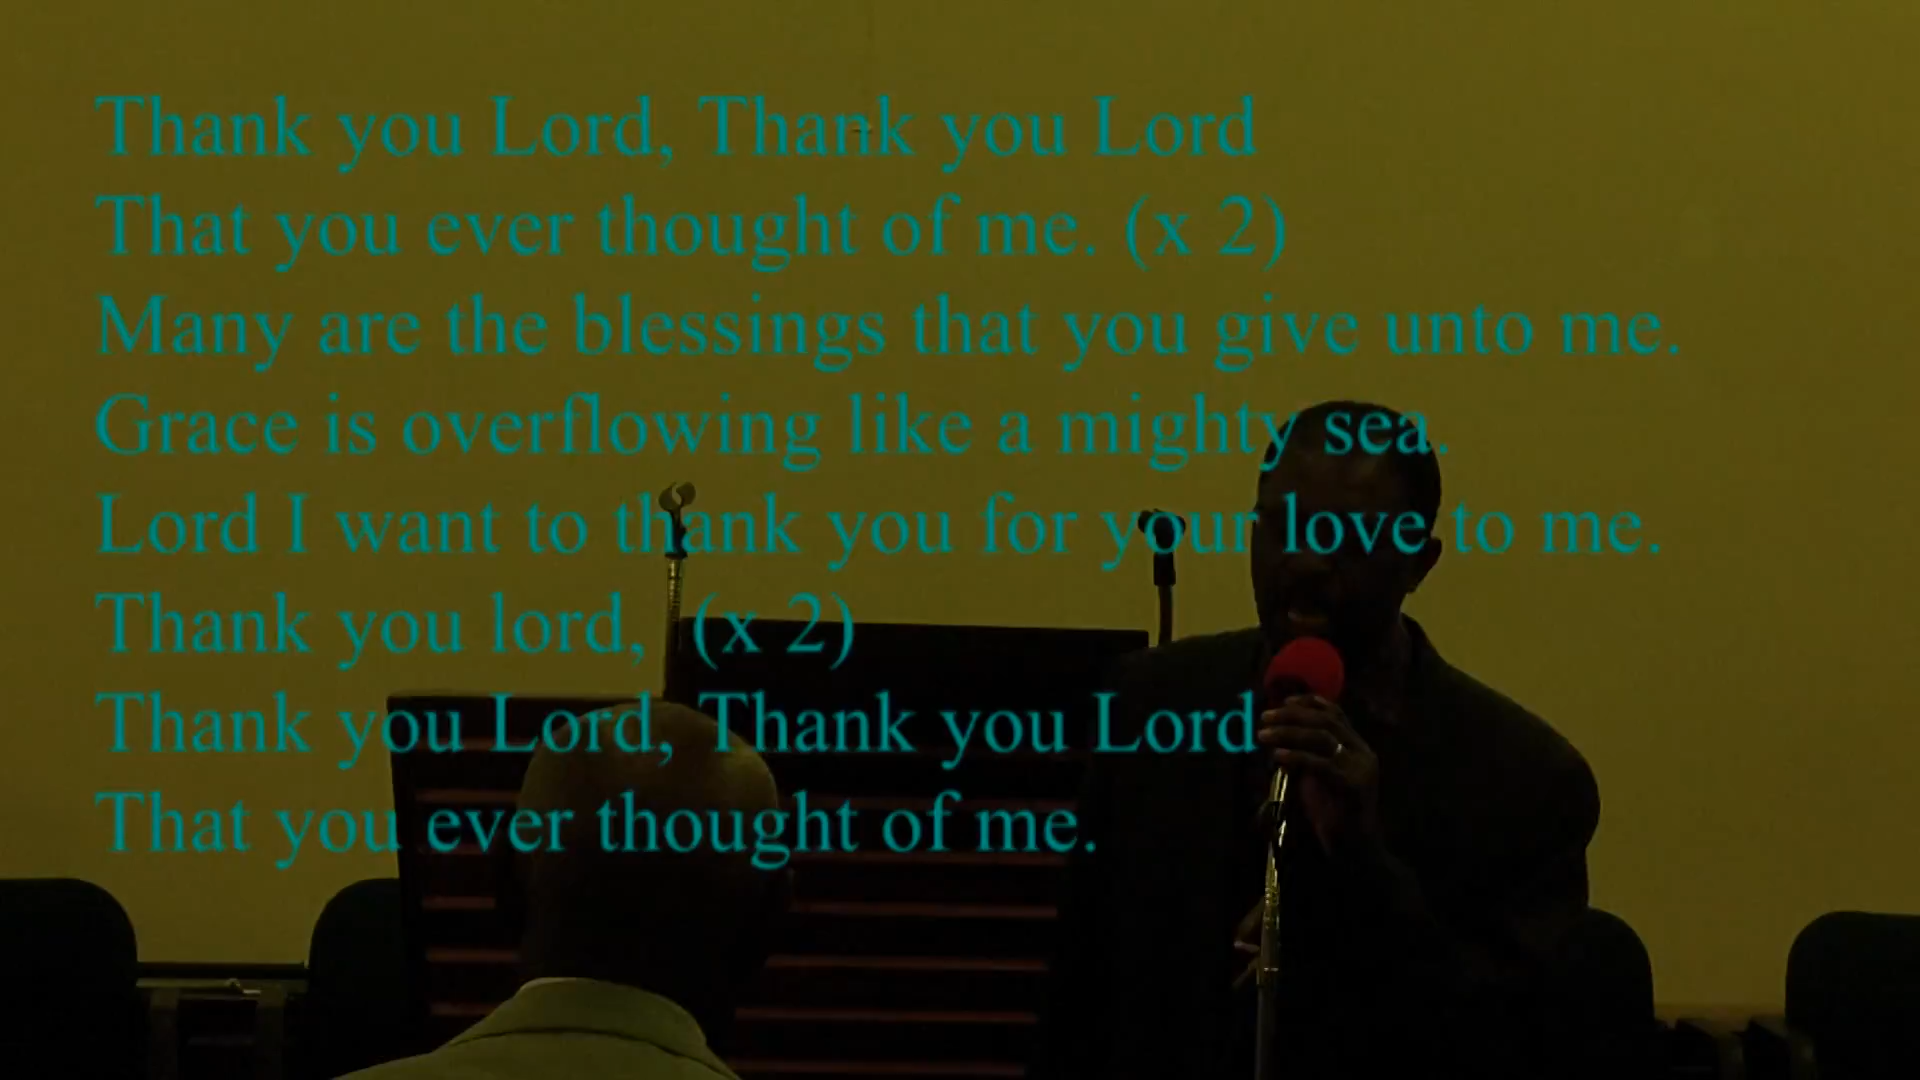 Thank you Lord, Thank you Lord
That you ever thought of me. (x 2)
Many are the blessings that you give unto me.
Grace is overflowing like a mighty sea.
Lord I want to thank you for your love to me.
Thank you lord, (x 2)
Thank you Lord, Thank you Lord
That you ever thought of me.